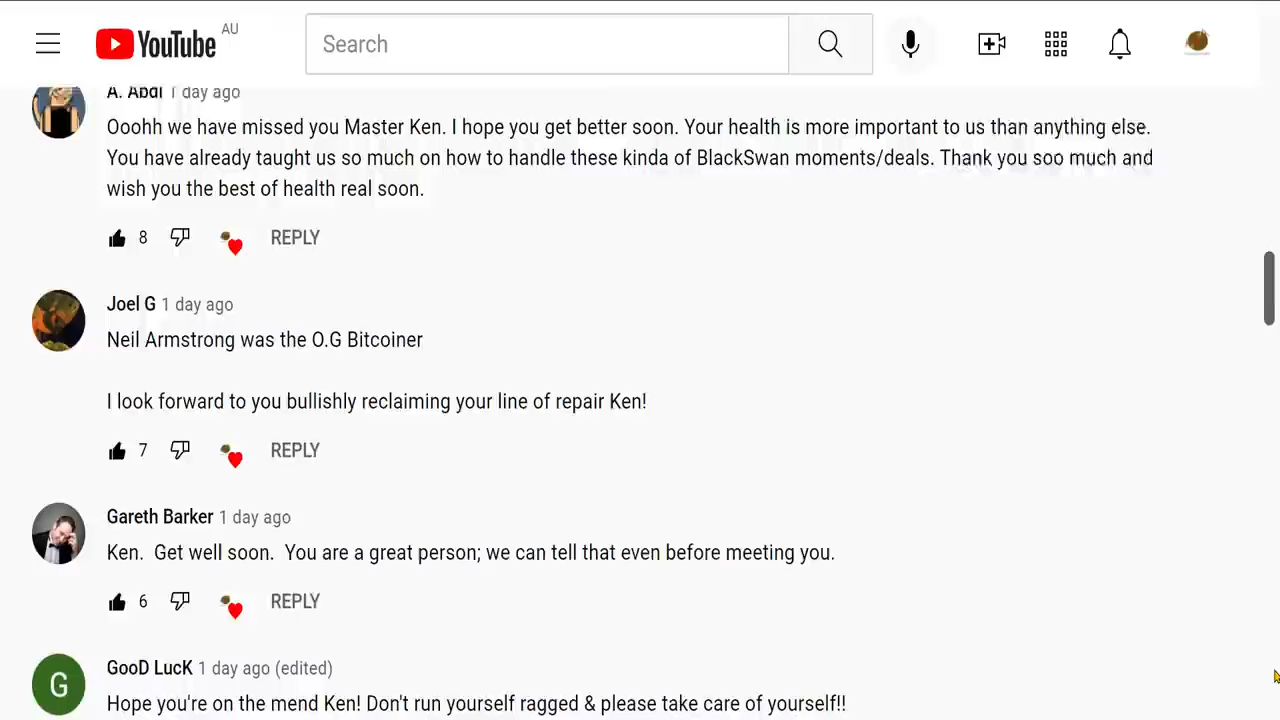 YouTube AU
Search
A. Abdi 1 day ago
Ooohh we have missed you Master Ken. I hope you get better soon. Your health is more important to us than anything else.
You have already taught us so much on how to handle these kinda of BlackSwan moments/deals. Thank you soo much and
wish you the best of health real soon.
8 REPLY
Joel G 1 day ago
Neil Armstrong was the O.G Bitcoiner
I look forward to you bullishly reclaiming your line of repair Ken!
7 REPLY
Gareth Barker 1 day ago
Ken.  Get well soon.  You are a great person; we can tell that even before meeting you.
6 REPLY
G
GooD LucK 1 day ago (edited)
Hope you're on the mend Ken! Don't run yourself ragged & please take care of yourself!!